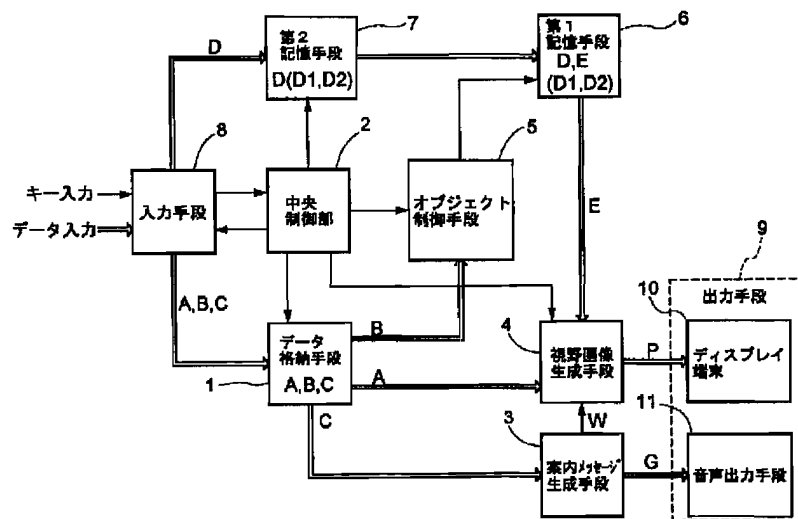 7
第2
記憶手段
D(D1,D2)
6
第1
記憶手段
D,E
(D1,D2)
D
8
2
5
キー入力
データ入力
入力手段
中央
制御部
オブジェクト
制御手段
E
9
A,B,C
出力手段
10
ディスプレイ
端末
B
4
データ
格納手段
A,B,C
1
A
視野画像
生成手段
P
C
W
11
3
案内メッセージ
生成手段
G
音声出力手段